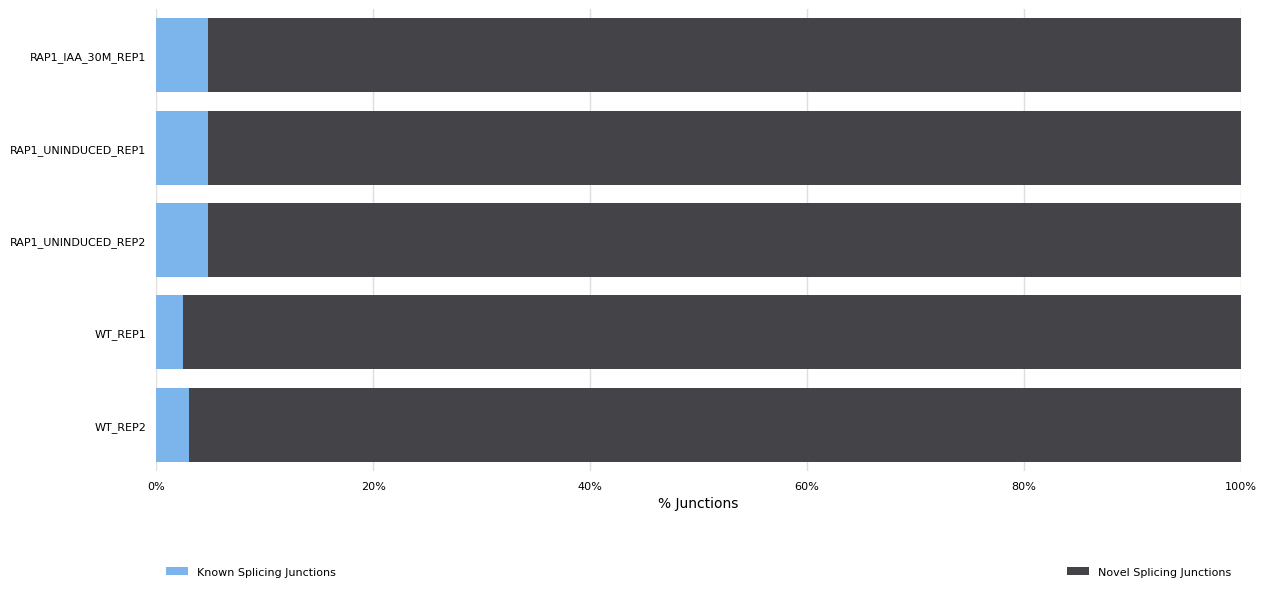 RAP1_IAA_30M_REP1
RAP1_UNINDUCED_REP1
RAP1_UNINDUCED_REP2
WT_REP1
WT_REP2
0% 20% 40% 60% 80% 100%
% Junctions
Known Splicing Junctions Novel Splicing Junctions